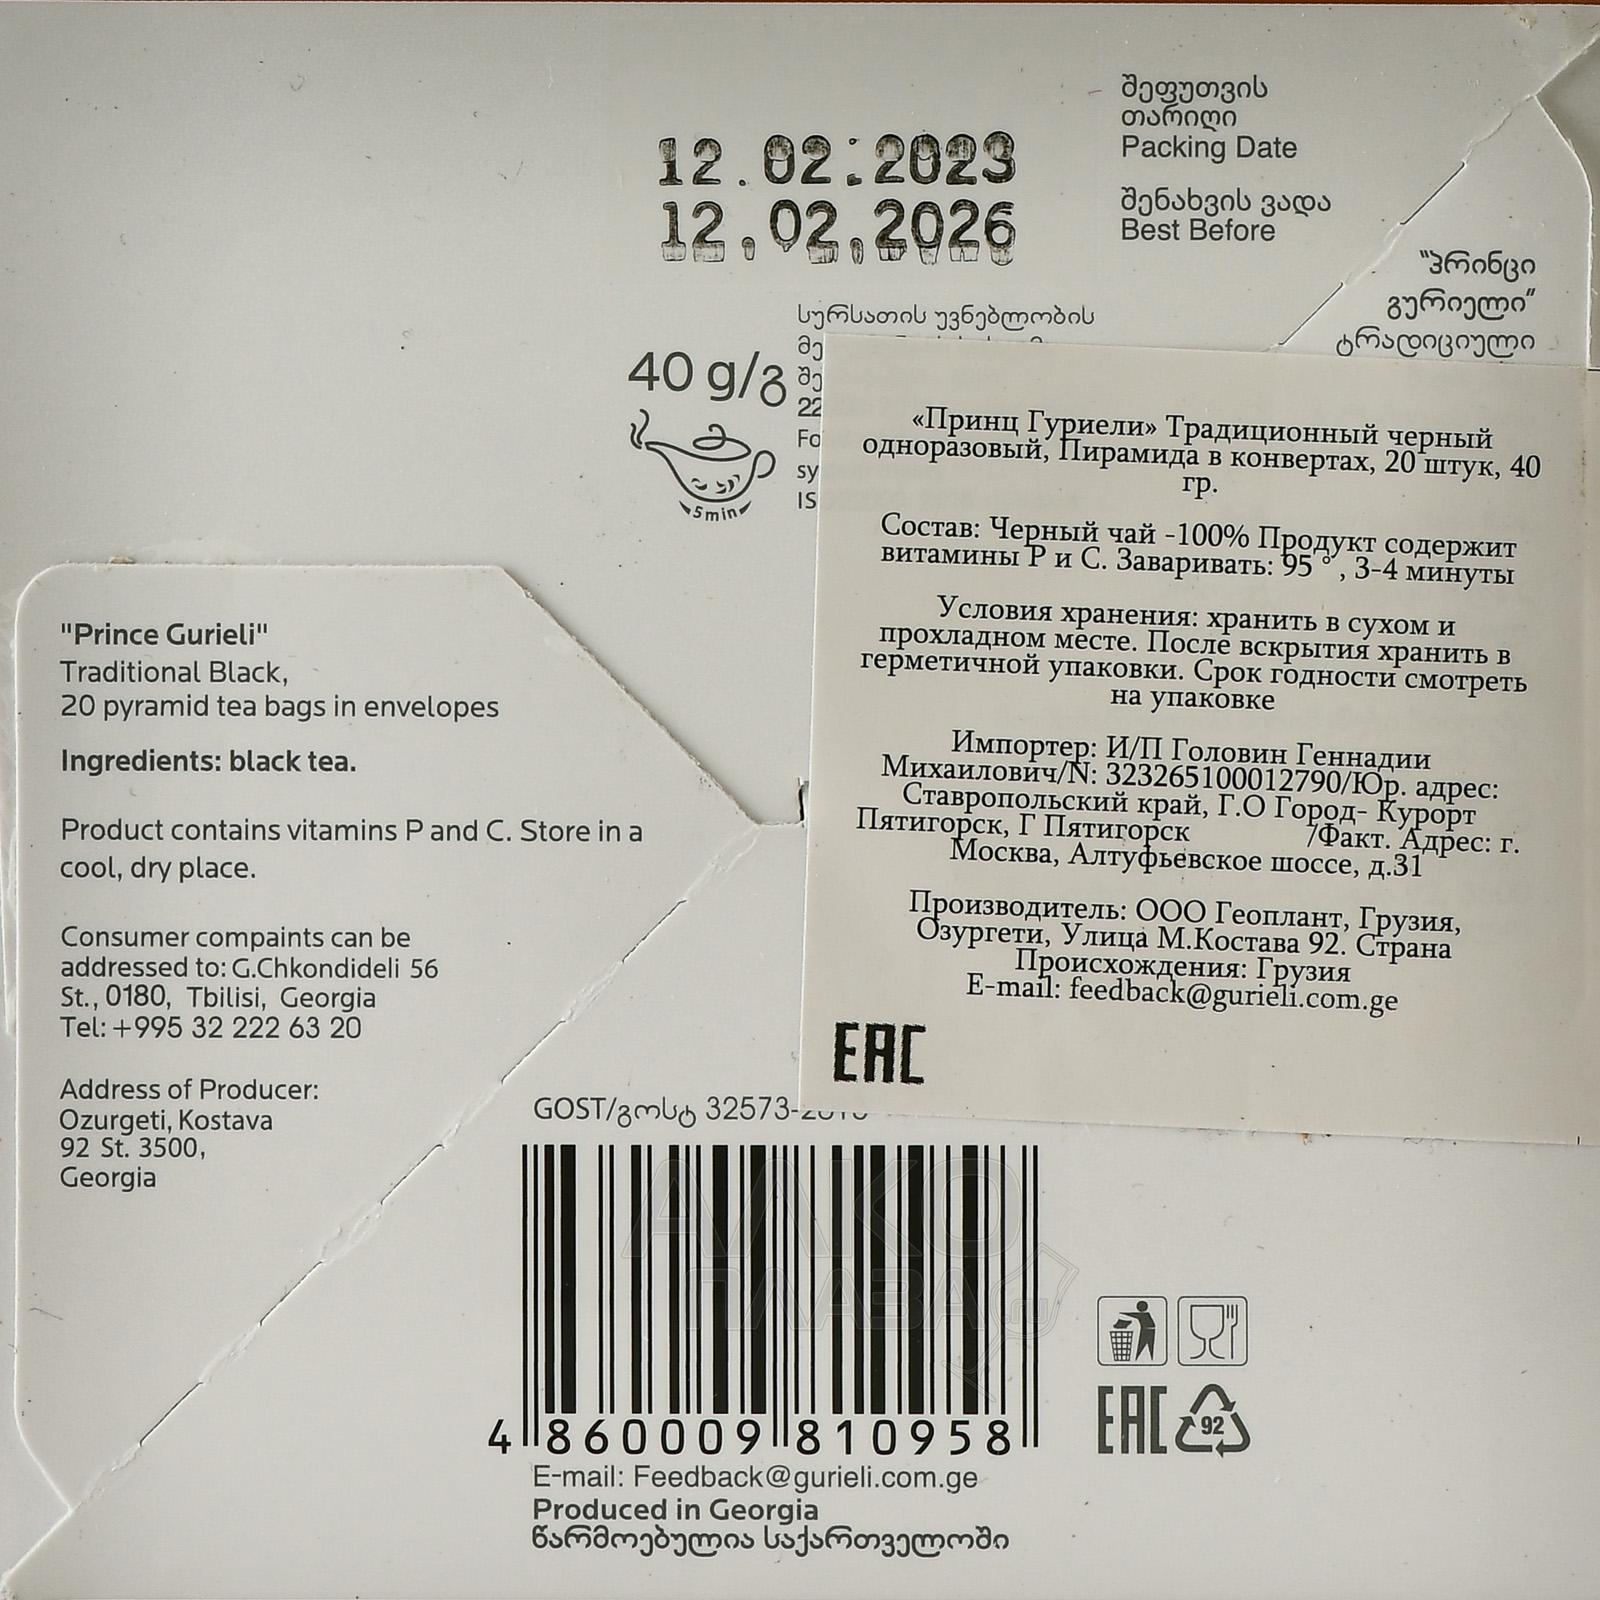 12.02.2023
12.02.2026
შეფუთვის
თარიღი
Packing Date
შენახვის ვადა
Best Before
"პრინცი
გურიელი"
ტრადიციული
სურსათის უვნებლობის
40 g/გ
5min
«Принц Гуриели» Традиционный черный
одноразовый, Пирамида в конвертах, 20 штук, 40
гр.
Состав: Черный чай -100% Продукт содержит
витамины Р и С. Заваривать: 95 ° , 3-4 минуты
Условия хранения: хранить в сухом и
прохладном месте. После вскрытия хранить в
герметичной упаковки. Срок годности смотреть
на упаковке
Импортер: И/П Головин Геннадии
Михаилович/N: 323265100012790/Юр. адрес:
Ставропольский край, Г.О Город- Курорт
Пятигорск, Г Пятигорск /Факт. Адрес: г.
Москва, Алтуфьевское шоссе, д.31
Производитель: ООО Геоплант, Грузия,
Озургети, Улица М.Костава 92. Страна
Происхождения: Грузия
E-mail: feedback@gurieli.com.ge
EAC
"Prince Gurieli"
Traditional Black,
20 pyramid tea bags in envelopes
Ingredients: black tea.
Product contains vitamins P and C. Store in a
cool, dry place.
Consumer compaints can be
addressed to: G.Chkondideli 56
St., 0180, Tbilisi, Georgia
Tel: +995 32 222 63 20
Address of Producer:
Ozurgeti, Kostava
92 St. 3500,
Georgia
GOST/გოსტ 32573-
АЛКО
ПЛАЗА.ru
4 860009 810958
E-mail: Feedback@gurieli.com.ge
Produced in Georgia
წარმოებულია საქართველოში
EAC
92